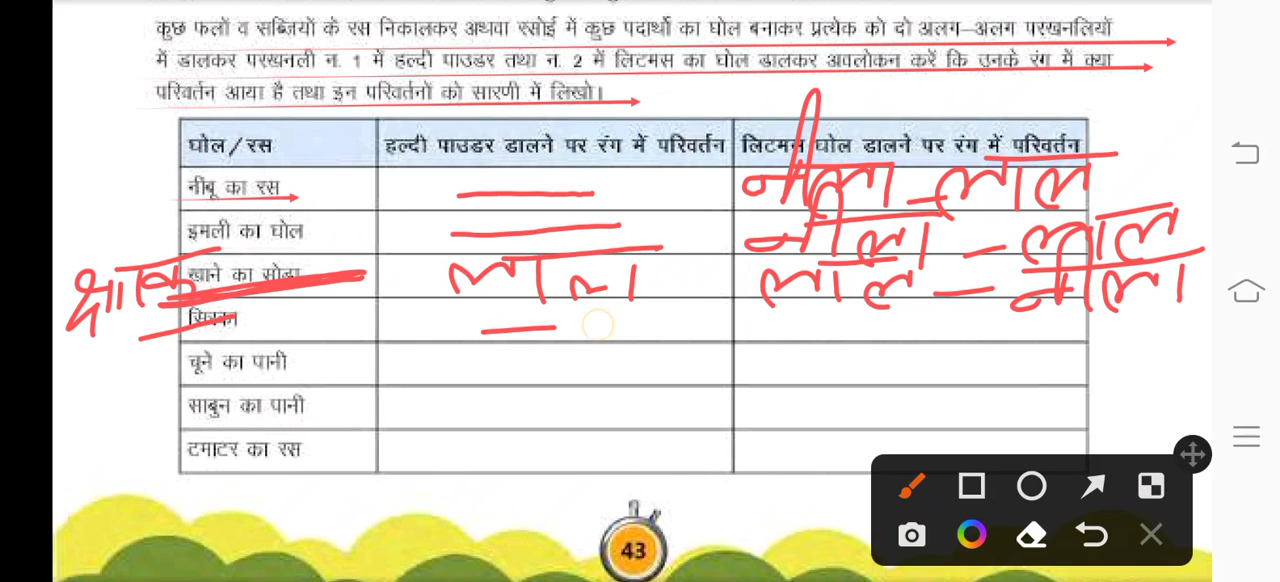 कुछ फलों व सब्जियों के रस निकालकर अथवा रसोई में कुछ पदार्थों का घोल बनाकर प्रत्येक को दो अलग–अलग परखनलियों
में डालकर परखनली न. 1 में हल्दी पाउडर तथा न. 2 में लिटमस का घोल डालकर अवलोकन करें कि उनके रंग में क्या
परिवर्तन आया है तथा इन परिवर्तनों को सारणी में लिखो।
घोल/रस हल्दी पाउडर डालने पर रंग में परिवर्तन लिटमस घोल डालने पर रंग में परिवर्तन
नीबू का रस नीला - लाल
इमली का घोल नीला - लाल
खाने का सोडा लाल लाल - नीला
सिरका
चूने का पानी
साबुन का पानी
टमाटर का रस
43